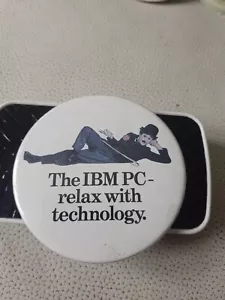 The IBM PC-
relax with
technology.